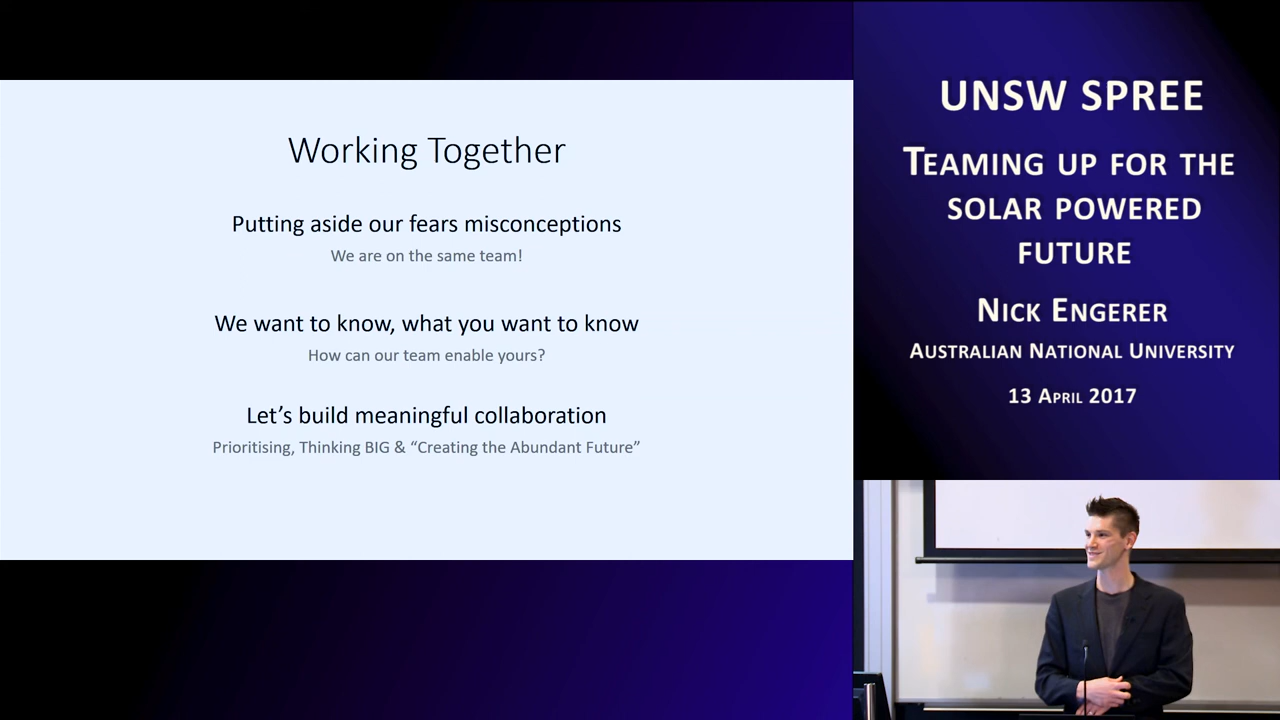 Working Together
Putting aside our fears misconceptions
We are on the same team!
We want to know, what you want to know
How can our team enable yours?
Let’s build meaningful collaboration
Prioritising, Thinking BIG & “Creating the Abundant Future”
UNSW SPREE
TEAMING UP FOR THE
SOLAR POWERED
FUTURE
NICK ENGERER
AUSTRALIAN NATIONAL UNIVERSITY
13 APRIL 2017